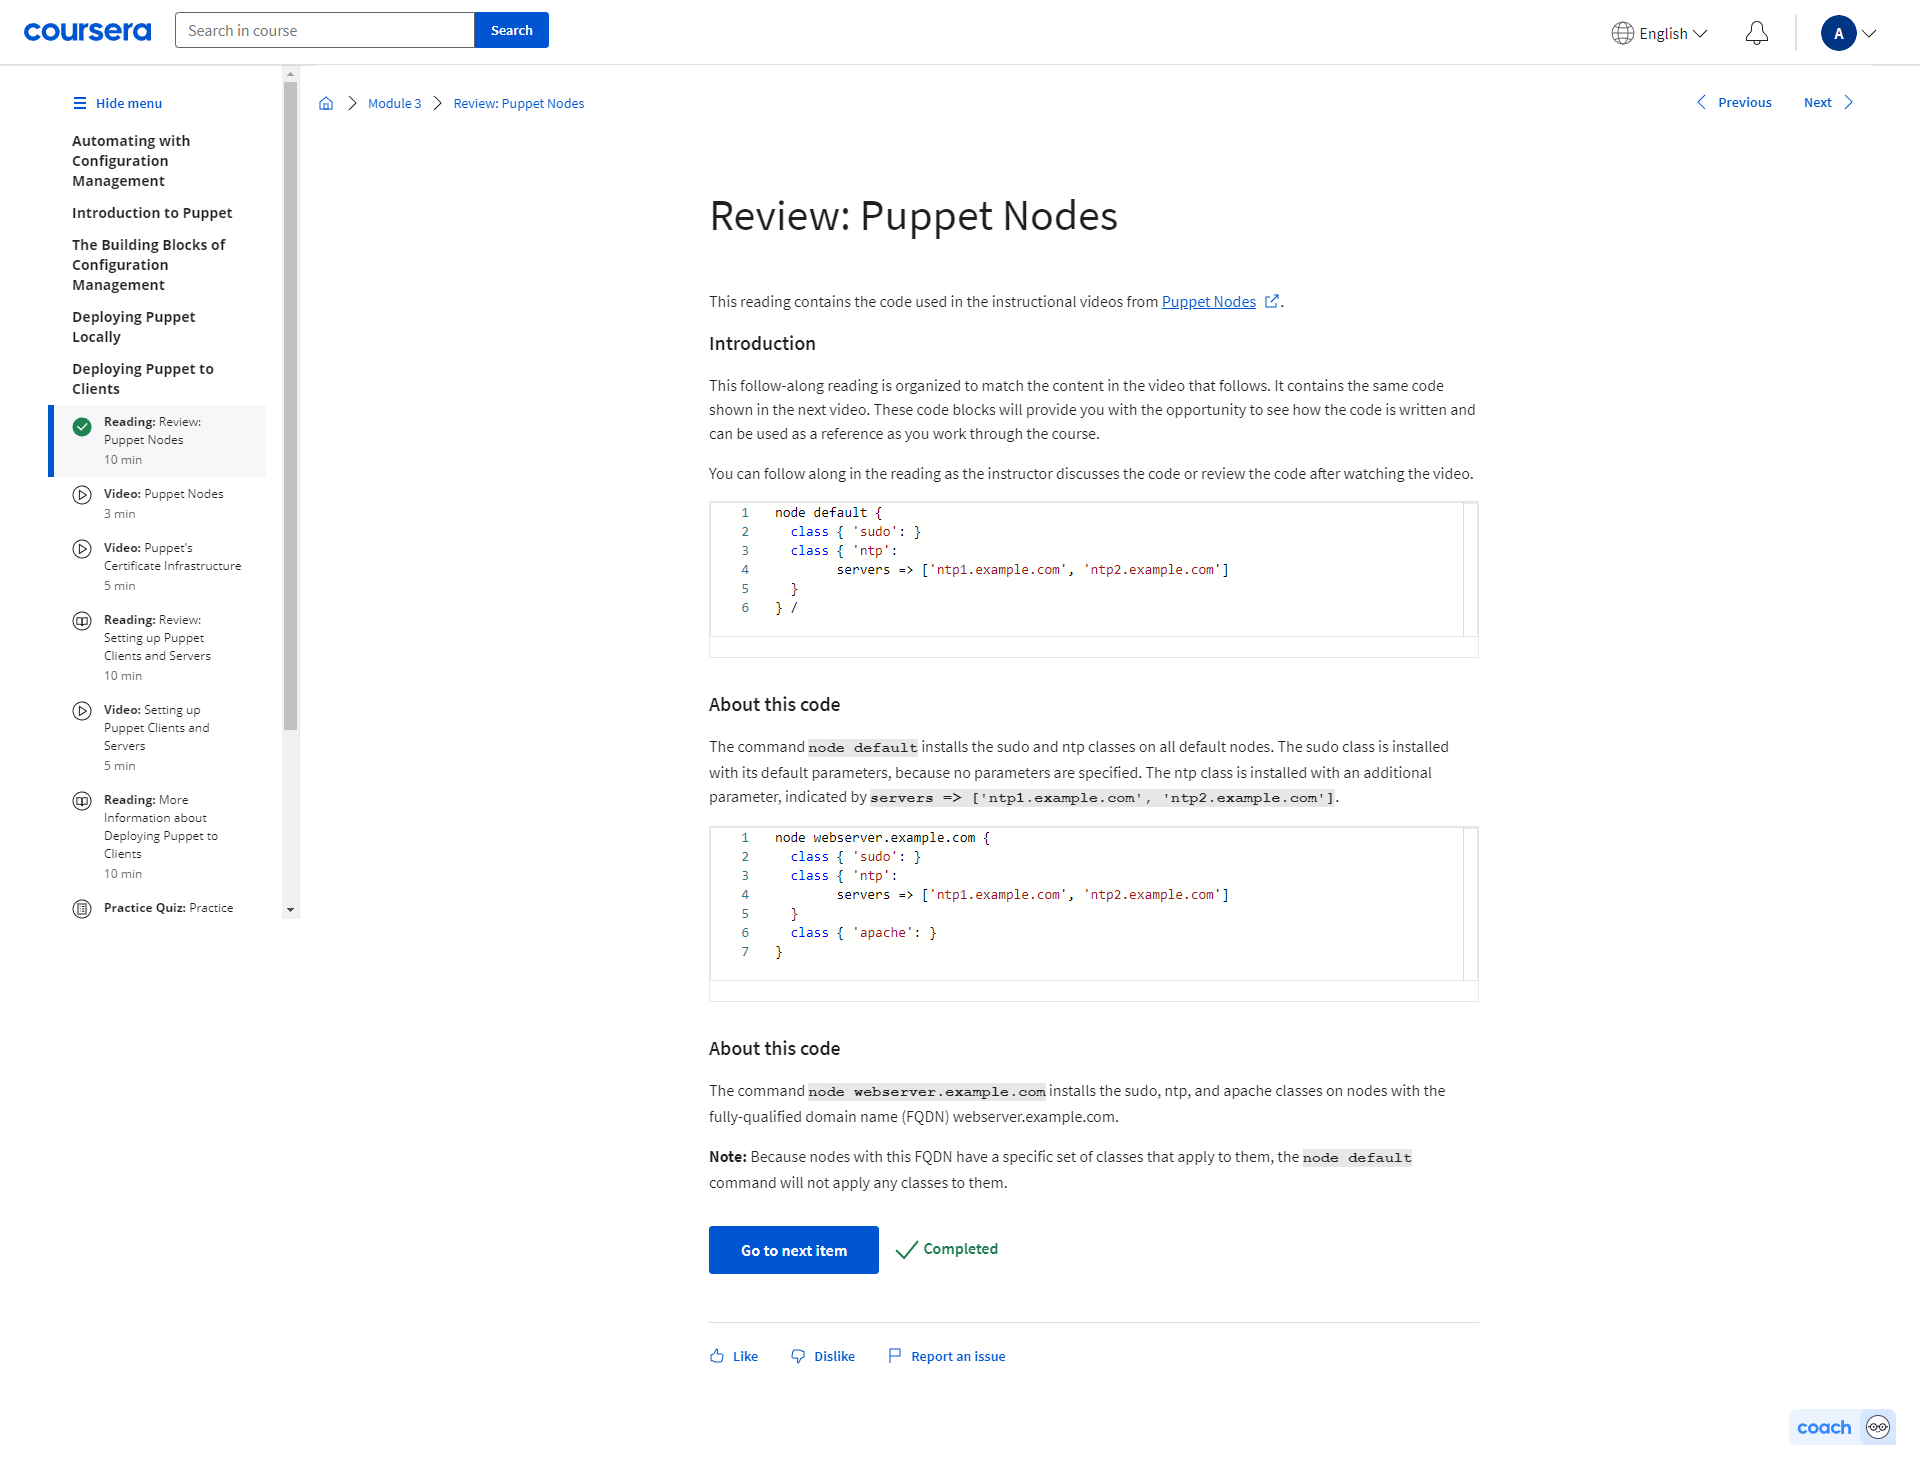 coursera
Search in course
Search
English
A
Hide menu
Automating with
Configuration
Management
Introduction to Puppet
The Building Blocks of
Configuration
Management
Deploying Puppet
Locally
Deploying Puppet to
Clients
Reading: Review:
Puppet Nodes
10 min
Video: Puppet Nodes
3 min
Video: Puppet's
Certificate Infrastructure
5 min
Reading: Review:
Setting up Puppet
Clients and Servers
10 min
Video: Setting up
Puppet Clients and
Servers
5 min
Reading: More
Information about
Deploying Puppet to
Clients
10 min
Practice Quiz: Practice
Module 3
Review: Puppet Nodes
Previous
Next
Review: Puppet Nodes
This reading contains the code used in the instructional videos from Puppet Nodes .
Introduction
This follow-along reading is organized to match the content in the video that follows. It contains the same code
shown in the next video. These code blocks will provide you with the opportunity to see how the code is written and
can be used as a reference as you work through the course.
You can follow along in the reading as the instructor discusses the code or review the code after watching the video.
1 node default {
2   class { 'sudo': }
3   class { 'ntp':
4         servers => ['ntp1.example.com', 'ntp2.example.com']
5   }
6 } /
About this code
The command node default installs the sudo and ntp classes on all default nodes. The sudo class is installed
with its default parameters, because no parameters are specified. The ntp class is installed with an additional
parameter, indicated by servers => ['ntp1.example.com', 'ntp2.example.com'].
1 node webserver.example.com {
2   class { 'sudo': }
3   class { 'ntp':
4         servers => ['ntp1.example.com', 'ntp2.example.com']
5   }
6   class { 'apache': }
7 }
About this code
The command node webserver.example.com installs the sudo, ntp, and apache classes on nodes with the
fully-qualified domain name (FQDN) webserver.example.com.
Note: Because nodes with this FQDN have a specific set of classes that apply to them, the node default
command will not apply any classes to them.
Go to next item
Completed
Like
Dislike
Report an issue
coach